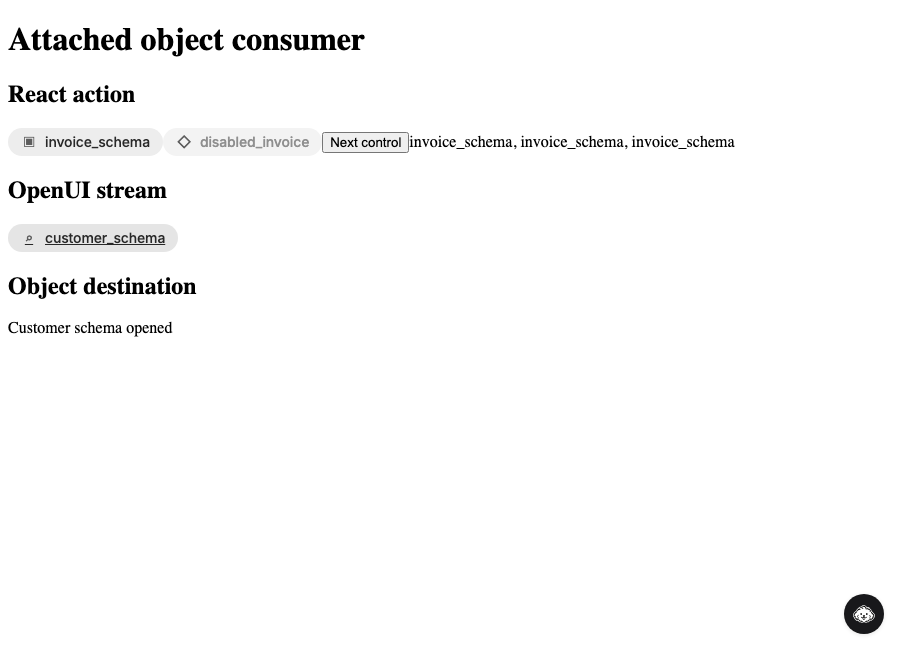 Attached object consumer
React action
invoice_schema disabled_invoice Next control invoice_schema, invoice_schema, invoice_schema
OpenUI stream
customer_schema
Object destination
Customer schema opened